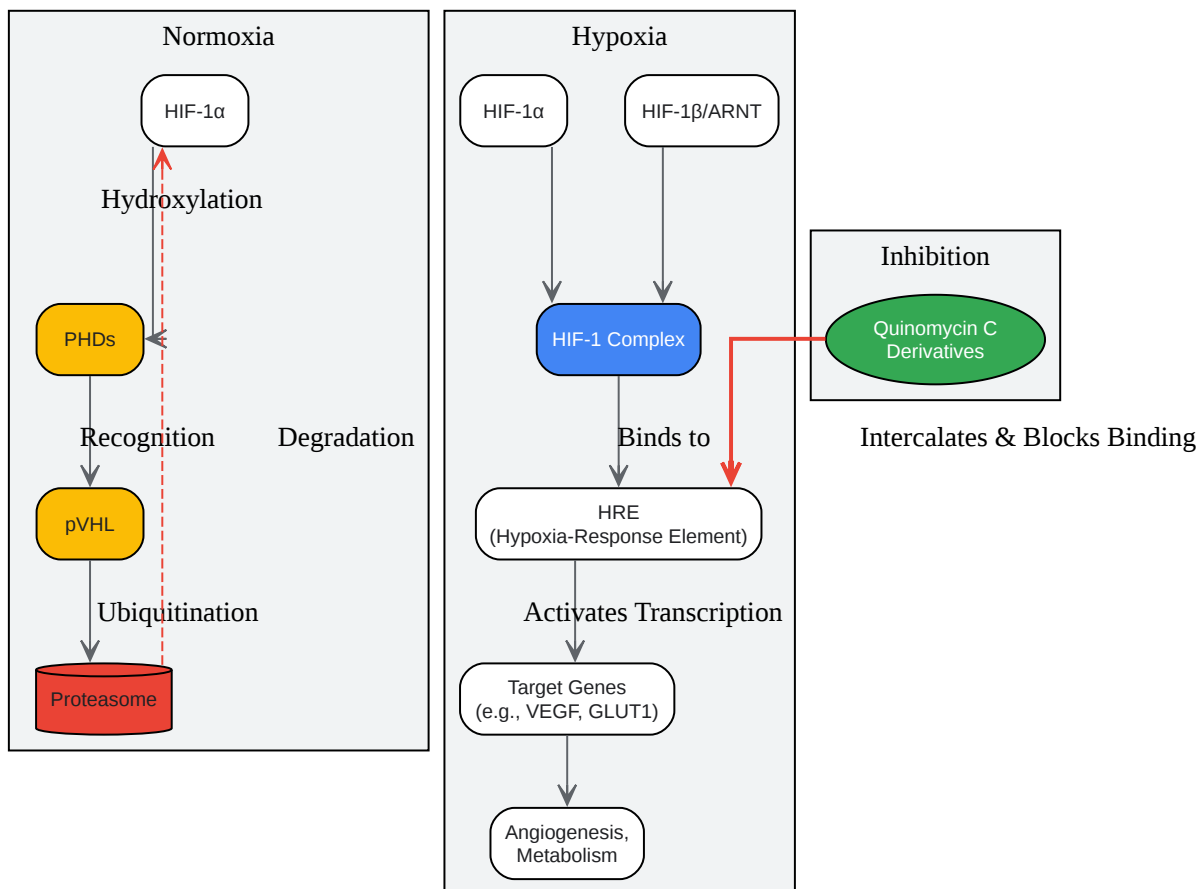 Normoxia
HIF-1α
Hydroxylation
PHDs
Recognition
Degradation
pVHL
Ubiquitination
Proteasome
Hypoxia
HIF-1α
HIF-1β/ARNT
HIF-1 Complex
Binds to
HRE
(Hypoxia-Response Element)
Activates Transcription
Target Genes
(e.g., VEGF, GLUT1)
Angiogenesis,
Metabolism
Inhibition
Quinomycin C
Derivatives
Intercalates & Blocks Binding